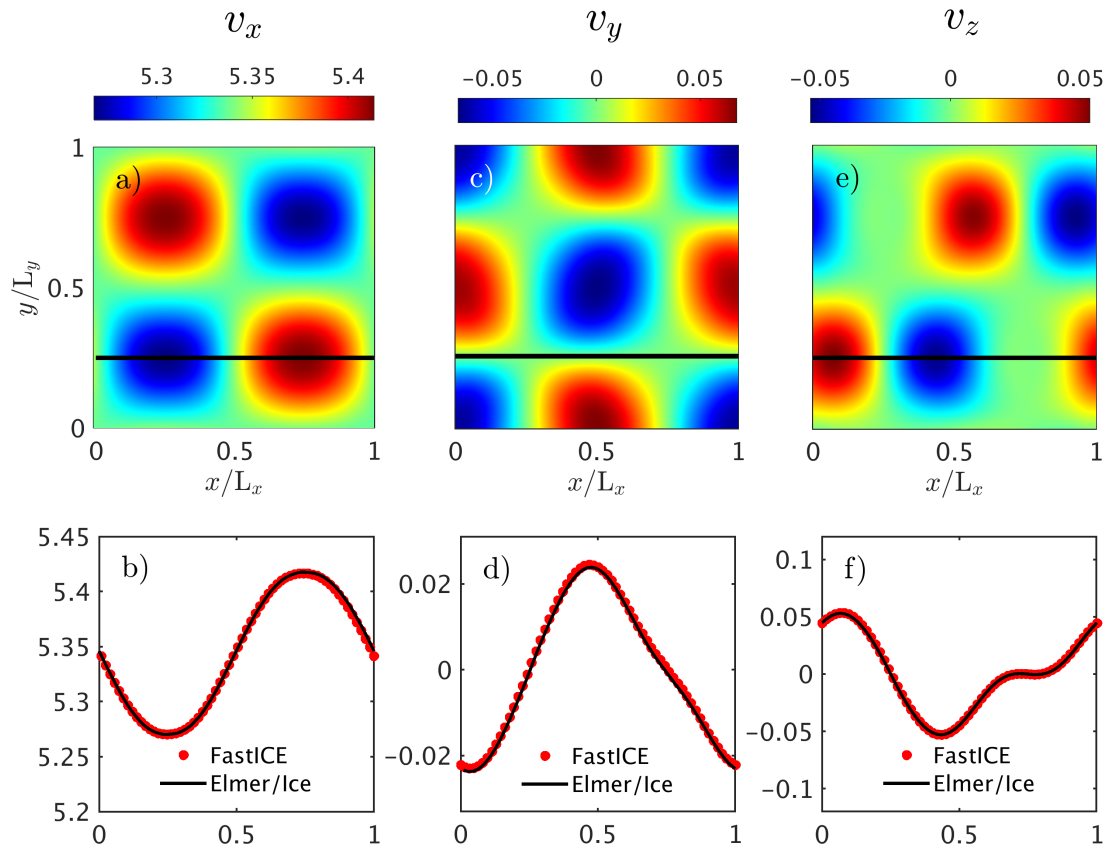 v_x v_y v_z
5.3 5.35 5.4 −0.05 0 0.05 −0.05 0 0.05
1 a) c) e)
y/L_y 0.5
0
0 0.5 1 0 0.5 1 0 0.5 1
x/L_x x/L_x x/L_x
5.45 b) d) f) 0.1
5.4 0.02 0.05
5.35 0 0
5.3 −0.05
5.25 FastICE −0.02 FastICE FastICE −0.1
5.2 Elmer/Ice Elmer/Ice Elmer/Ice
0 0.5 1 0 0.5 1 0 0.5 1